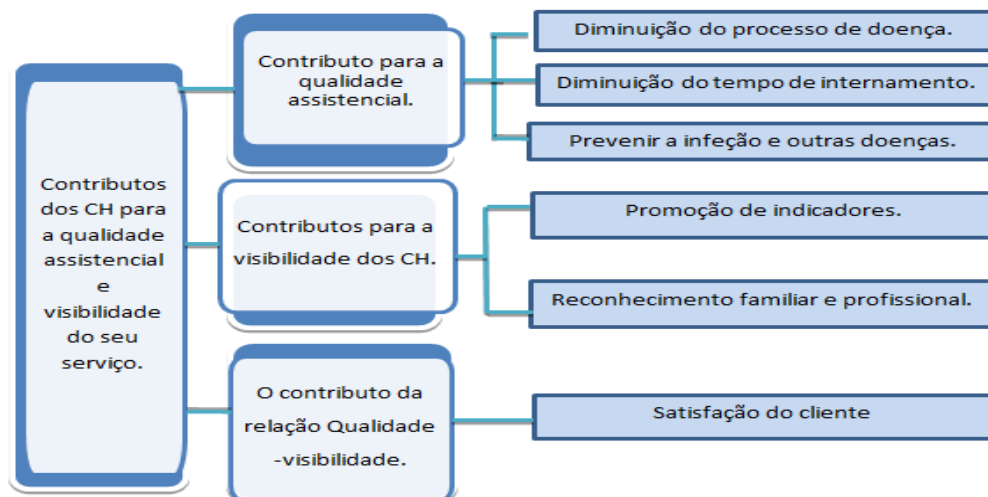 Contributos
dos CH para
a qualidade
assistencial
e
visibilidade
do seu
serviço.
Contributo para a
qualidade
assistencial.
Diminuição do processo de doença.
Diminuição do tempo de internamento.
Prevenir a infeção e outras doenças.
Contributos para a
visibilidade dos CH.
Promoção de indicadores.
Reconhecimento familiar e profissional.
O contributo da
relação Qualidade
-visibilidade.
Satisfação do cliente